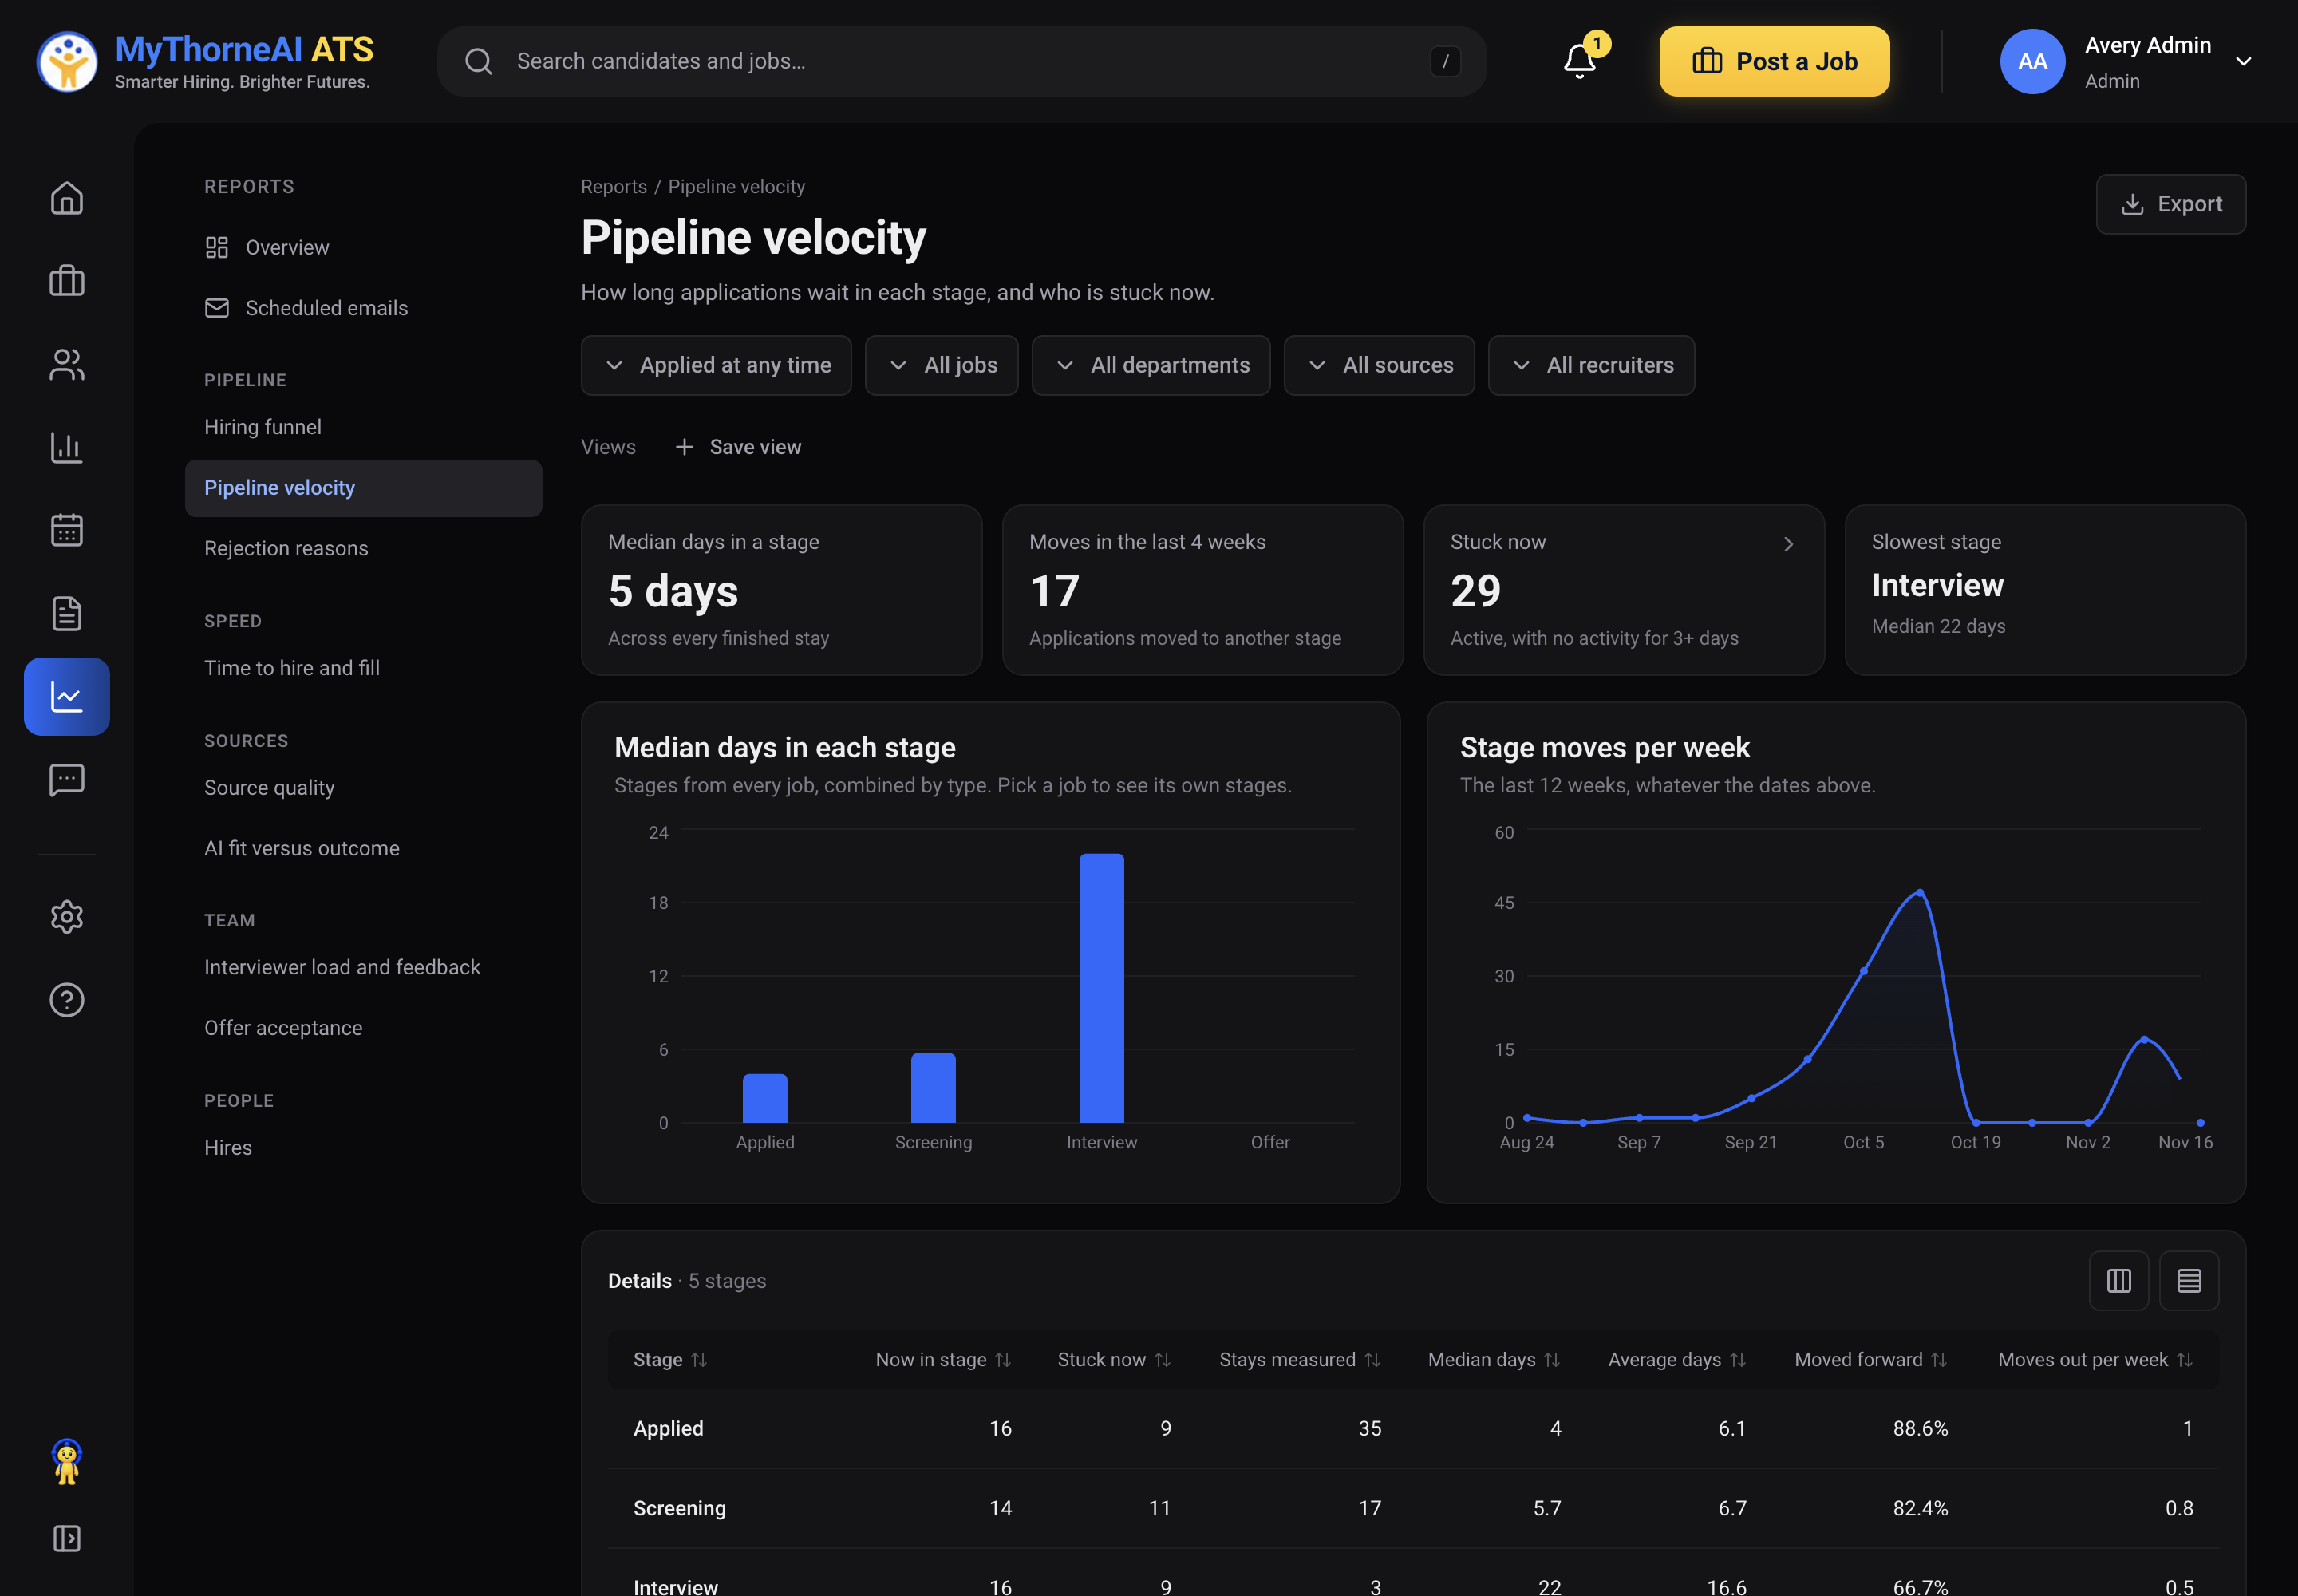 MyThorneAI ATS
Smarter Hiring. Brighter Futures.
Search candidates and jobs...
/
1
Post a Job
AA
Avery Admin
Admin
REPORTS
Overview
Scheduled emails
PIPELINE
Hiring funnel
Pipeline velocity
Rejection reasons
SPEED
Time to hire and fill
SOURCES
Source quality
AI fit versus outcome
TEAM
Interviewer load and feedback
Offer acceptance
PEOPLE
Hires
Reports / Pipeline velocity
Export
Pipeline velocity
How long applications wait in each stage, and who is stuck now.
Applied at any time
All jobs
All departments
All sources
All recruiters
Views
Save view
Median days in a stage
5 days
Across every finished stay
Moves in the last 4 weeks
17
Applications moved to another stage
Stuck now
29
Active, with no activity for 3+ days
Slowest stage
Interview
Median 22 days
Median days in each stage
Stages from every job, combined by type. Pick a job to see its own stages.
24
18
12
6
0
Applied Screening Interview Offer
Stage moves per week
The last 12 weeks, whatever the dates above.
60
45
30
15
0
Aug 24 Sep 7 Sep 21 Oct 5 Oct 19 Nov 2 Nov 16
Details · 5 stages
Stage Now in stage Stuck now Stays measured Median days Average days Moved forward Moves out per week
Applied 16 9 35 4 6.1 88.6% 1
Screening 14 11 17 5.7 6.7 82.4% 0.8
Interview 16 9 3 22 16.6 66.7% 0.5